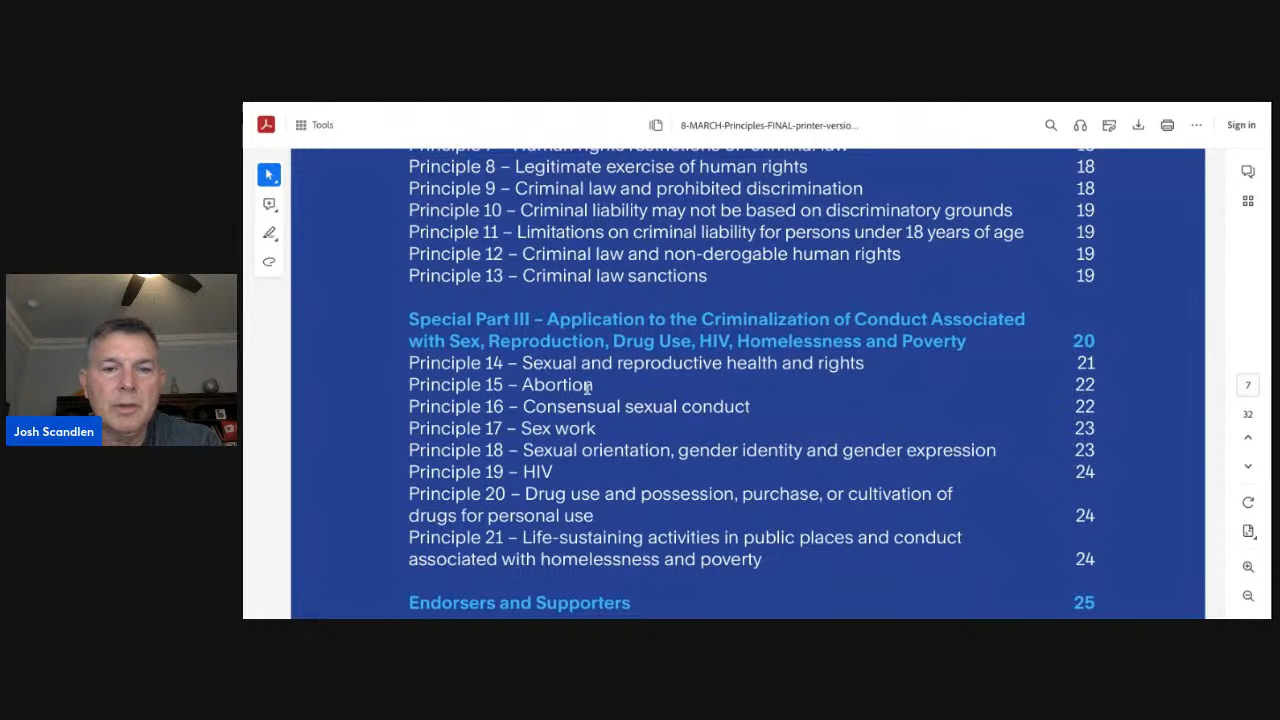 Tools
8-MARCH-Principles-FINAL-printer-versio...
Sign in
Principle 8 – Legitimate exercise of human rights 18
Principle 9 – Criminal law and prohibited discrimination 18
Principle 10 – Criminal liability may not be based on discriminatory grounds 19
Principle 11 – Limitations on criminal liability for persons under 18 years of age 19
Principle 12 – Criminal law and non-derogable human rights 19
Principle 13 – Criminal law sanctions 19
Special Part III – Application to the Criminalization of Conduct Associated
with Sex, Reproduction, Drug Use, HIV, Homelessness and Poverty 20
Principle 14 – Sexual and reproductive health and rights 21
Principle 15 – Abortion 22
Principle 16 – Consensual sexual conduct 22
Principle 17 – Sex work 23
Principle 18 – Sexual orientation, gender identity and gender expression 23
Principle 19 – HIV 24
Principle 20 – Drug use and possession, purchase, or cultivation of
drugs for personal use 24
Principle 21 – Life-sustaining activities in public places and conduct
associated with homelessness and poverty 24
Endorsers and Supporters 25
7
32
Josh Scandlen